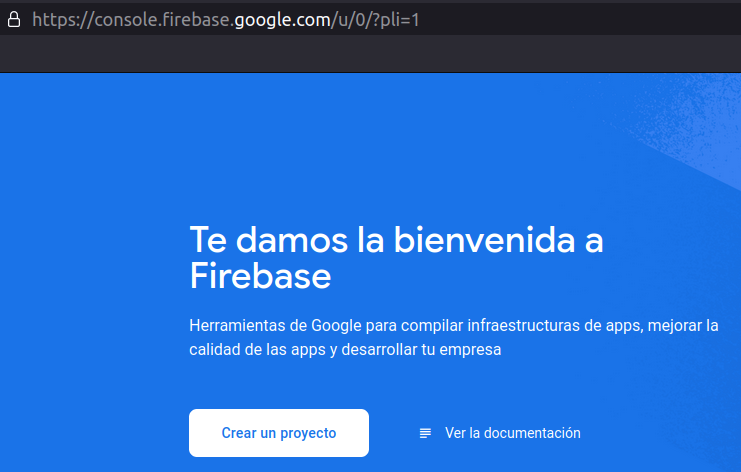 https://console.firebase.google.com/u/0/?pli=1
Te damos la bienvenida a
Firebase
Herramientas de Google para compilar infraestructuras de apps, mejorar la
calidad de las apps y desarrollar tu empresa
Crear un proyecto
Ver la documentación